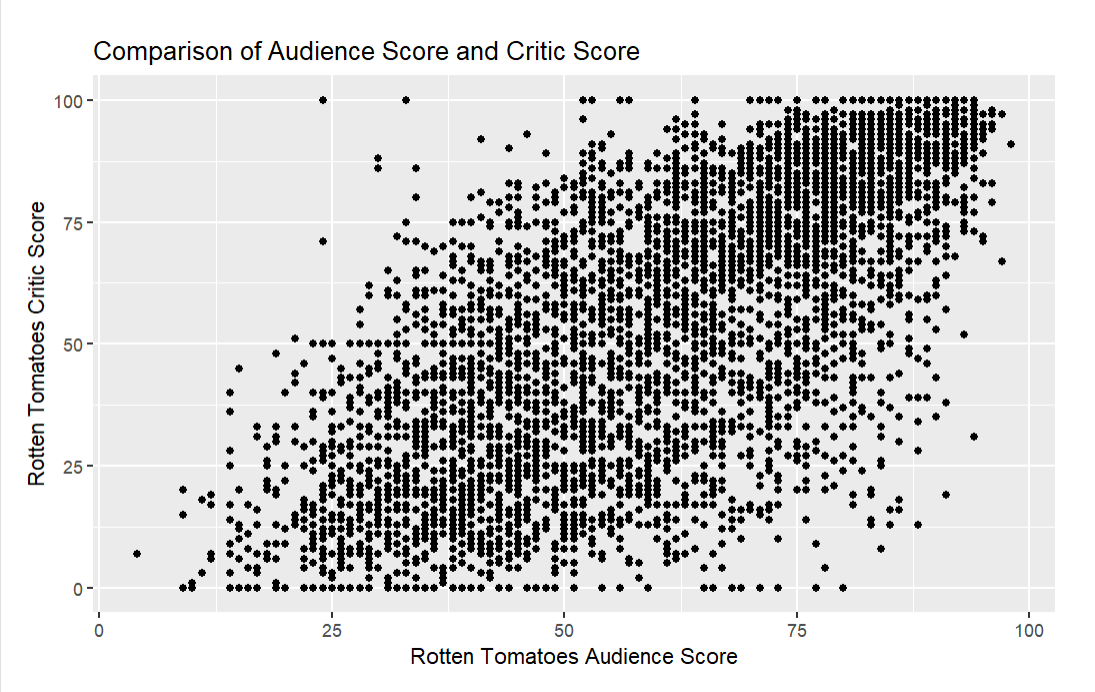 Comparison of Audience Score and Critic Score
Rotten Tomatoes Critic Score
100
75
50
25
0
0 25 50 75 100
Rotten Tomatoes Audience Score